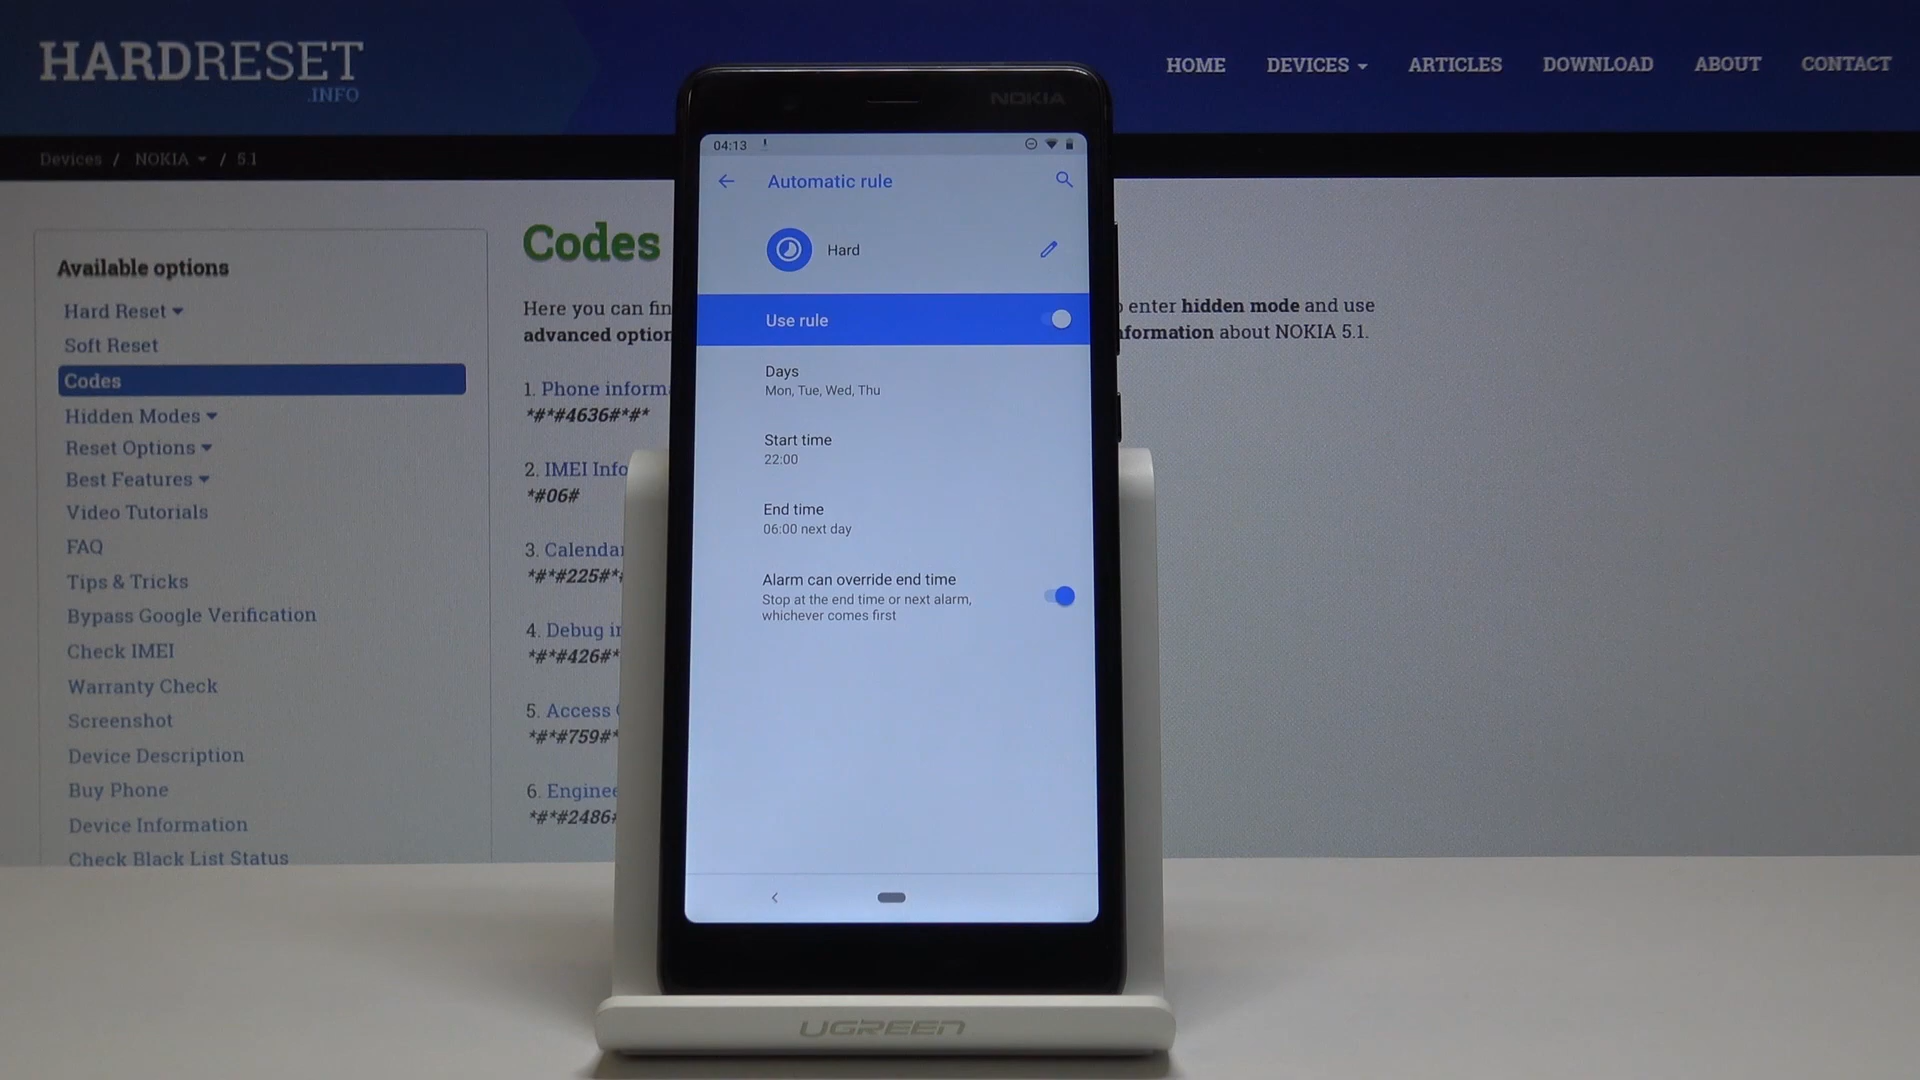 HARDRESET
.INFO
HOME DEVICES ARTICLES DOWNLOAD ABOUT CONTACT
Devices / NOKIA / 5.1
Available options
Hard Reset
Soft Reset
Codes
Hidden Modes
Reset Options
Best Features
Video Tutorials
FAQ
Tips & Tricks
Bypass Google Verification
Check IMEI
Warranty Check
Screenshot
Device Description
Buy Phone
Device Information
Check Black List Status
Codes
Here you can fin
enter hidden mode and use
advanced option
formation about NOKIA 5.1.
1. Phone informa
*#*#4636#*#*
2. IMEI Info
*#06#
3. Calendar
*#*#225#*
4. Debug in
*#*#426#*
5. Access
*#*#759#*
6. Enginee
*#*#2486#
NOKIA
04:13
Automatic rule
Hard
Use rule
Days
Mon, Tue, Wed, Thu
Start time
22:00
End time
06:00 next day
Alarm can override end time
Stop at the end time or next alarm,
whichever comes first
UGREEN